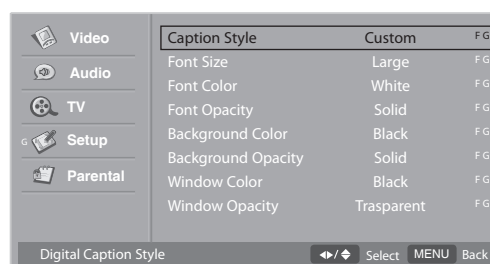 Video
Audio
TV
G Setup
Parental
Caption Style Custom F G
Font Size Large F G
Font Color White F G
Font Opacity Solid F G
Background Color Black F G
Background Opacity Solid F G
Window Color Black F G
Window Opacity Trasparent F G
Digital Caption Style Select MENU Back